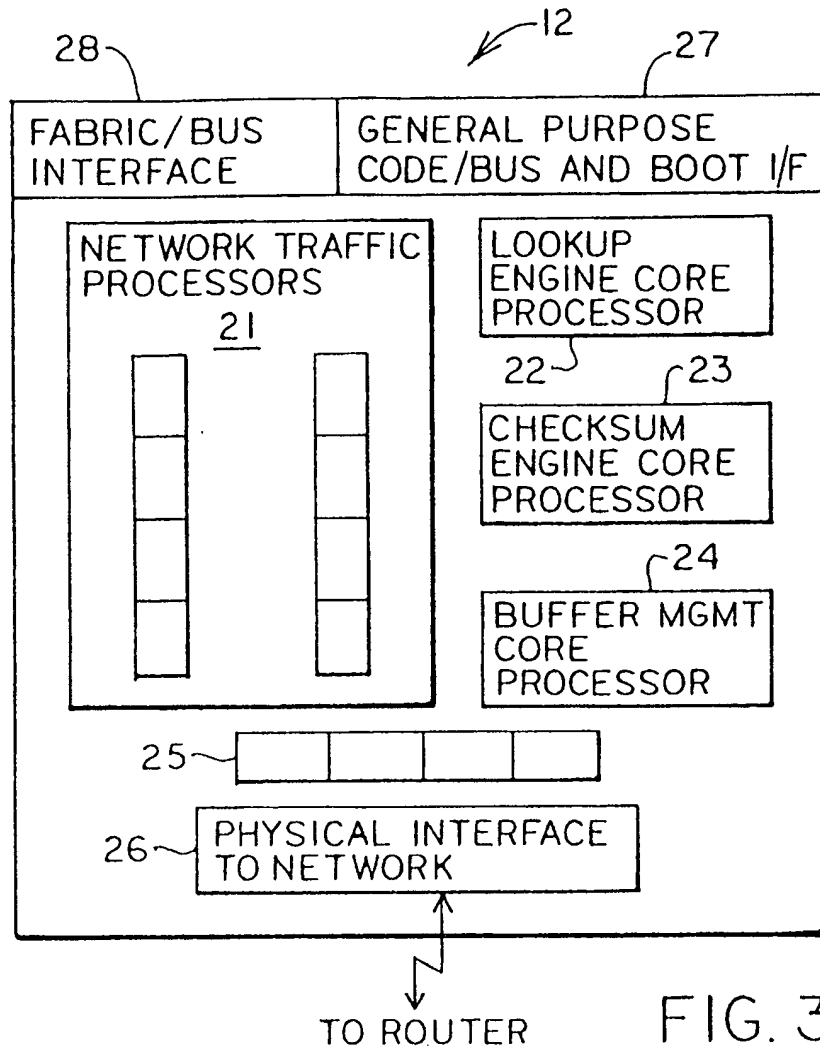 12
28
27
FABRIC/BUS
INTERFACE
GENERAL PURPOSE
CODE/BUS AND BOOT I/F
NETWORK TRAFFIC
PROCESSORS
21
LOOKUP
ENGINE CORE
PROCESSOR
22
23
CHECKSUM
ENGINE CORE
PROCESSOR
24
BUFFER MGMT
CORE
PROCESSOR
25
26
PHYSICAL INTERFACE
TO NETWORK
TO ROUTER
FIG. 3